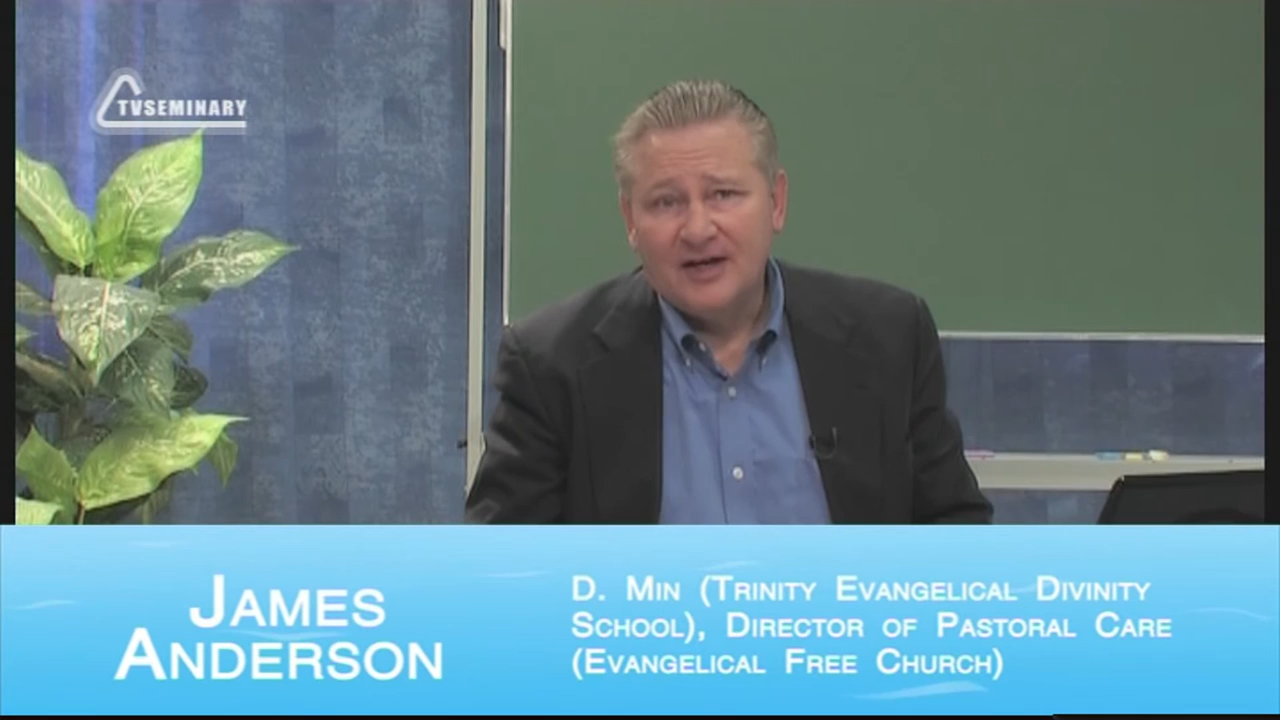 TVSEMINARY
JAMES
ANDERSON
D. MIN (TRINITY EVANGELICAL DIVINITY
SCHOOL), DIRECTOR OF PASTORAL CARE
(EVANGELICAL FREE CHURCH)